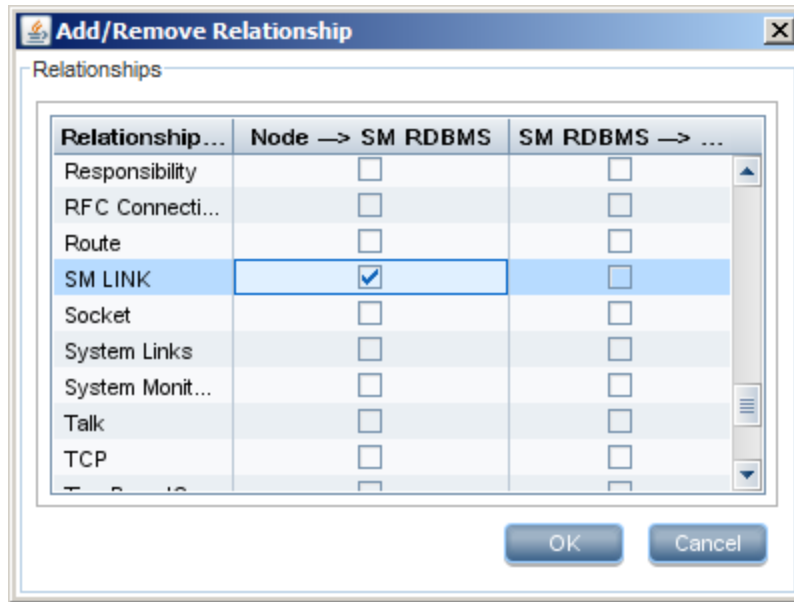 Add/Remove Relationship
Relationships
Relationship... Node —> SM RDBMS SM RDBMS —> ...
Responsibility
RFC Connecti...
Route
SM LINK
Socket
System Links
System Monit...
Talk
TCP
OK Cancel